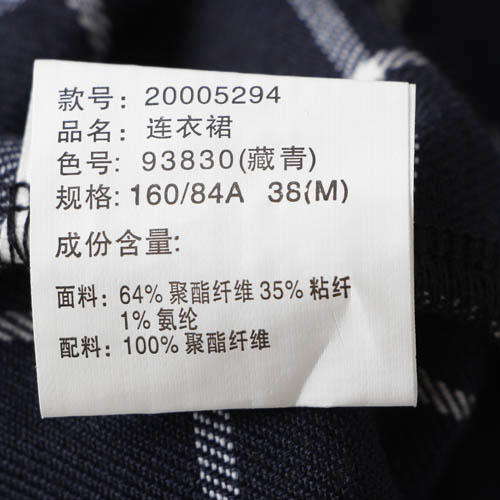 款号: 20005294
品名: 连衣裙
色号: 93830(藏青)
规格: 160/84A 38(M)
成份含量:
面料: 64% 聚酯纤维 35% 粘纤
1% 氨纶
配料: 100% 聚酯纤维